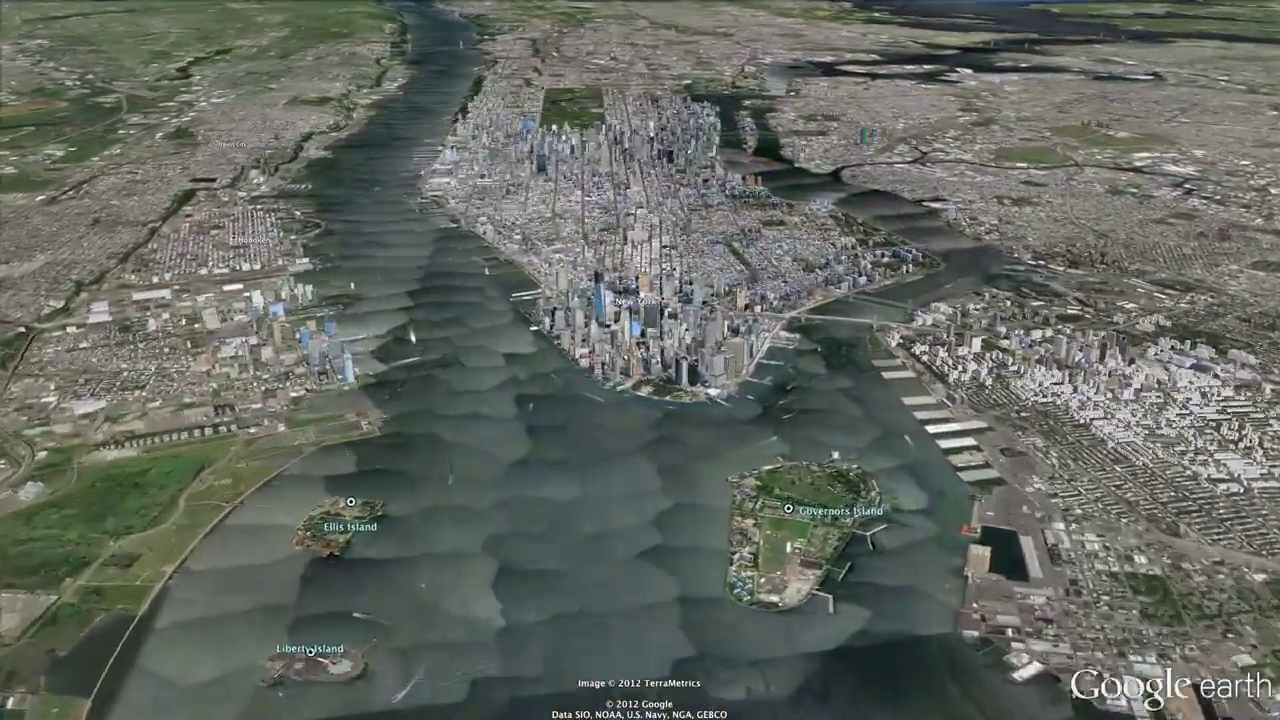 Hoboken
New York
Ellis Island
Governors Island
Liberty Island
Image © 2012 TerraMetrics
© 2012 Google
Data SIO, NOAA, U.S. Navy, NGA, GEBCO
Google earth